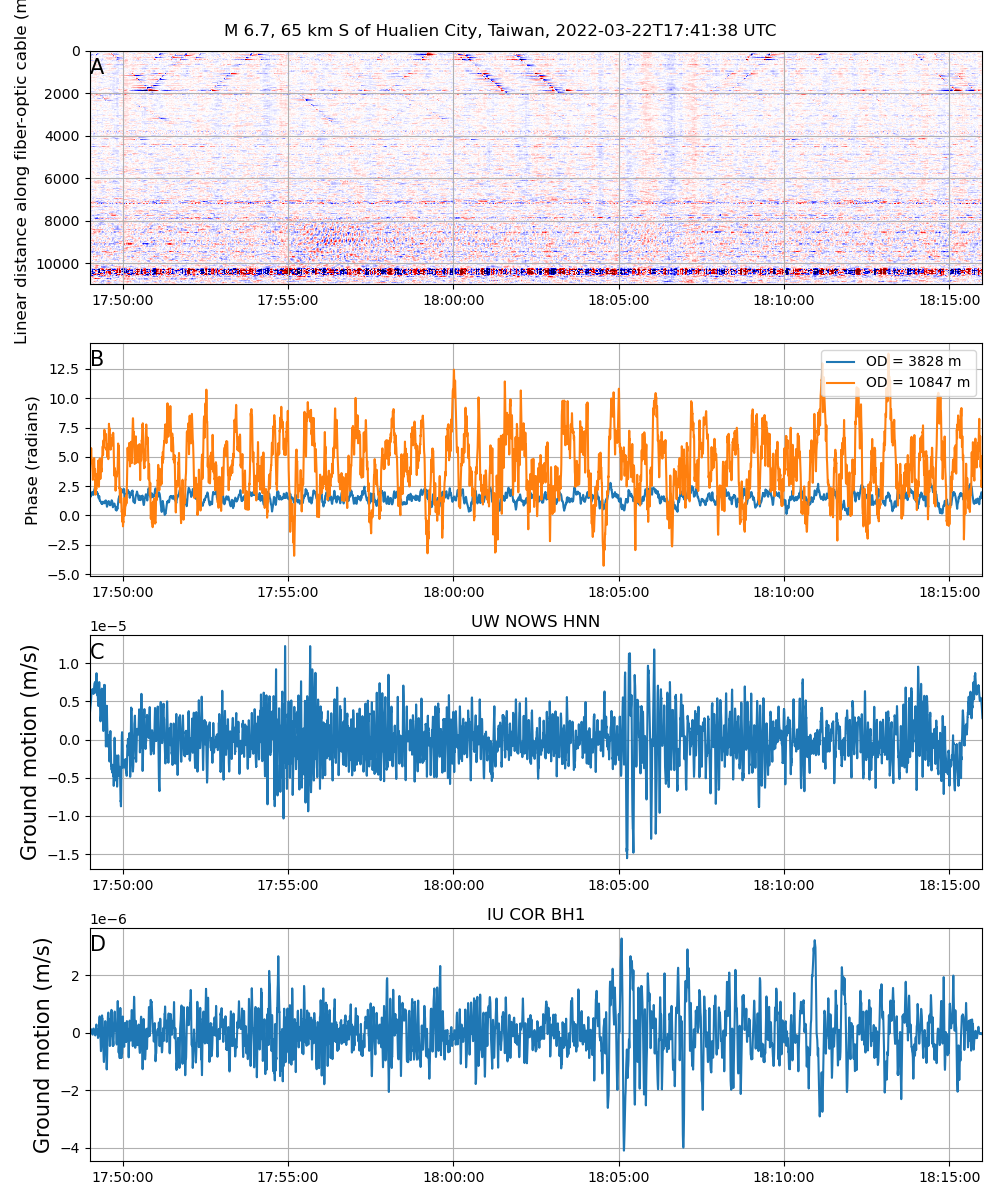 M 6.7, 65 km S of Hualien City, Taiwan, 2022-03-22T17:41:38 UTC
Linear distance along fiber-optic cable (m
A
0
2000
4000
6000
8000
10000
17:50:00 17:55:00 18:00:00 18:05:00 18:10:00 18:15:00
Phase (radians)
B
OD = 3828 m
OD = 10847 m
12.5
10.0
7.5
5.0
2.5
0.0
−2.5
−5.0
17:50:00 17:55:00 18:00:00 18:05:00 18:10:00 18:15:00
UW NOWS HNN
1e−5
Ground motion (m/s)
C
1.0
0.5
0.0
−0.5
−1.0
−1.5
17:50:00 17:55:00 18:00:00 18:05:00 18:10:00 18:15:00
IU COR BH1
1e−6
Ground motion (m/s)
D
2
0
−2
−4
17:50:00 17:55:00 18:00:00 18:05:00 18:10:00 18:15:00